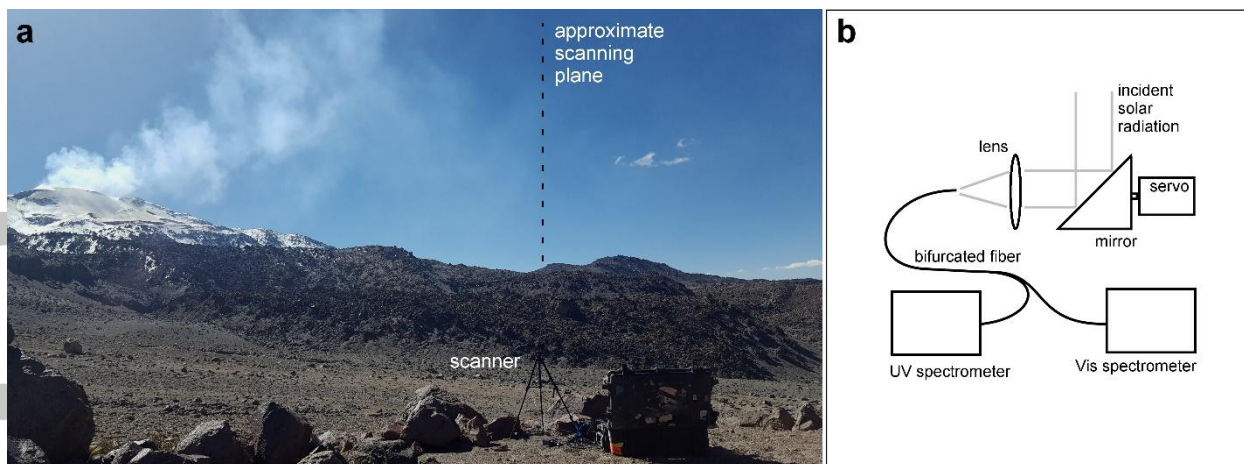 a
approximate
scanning
plane
scanner
b
incident
solar
radiation
lens
servo
mirror
bifurcated fiber
UV spectrometer
Vis spectrometer